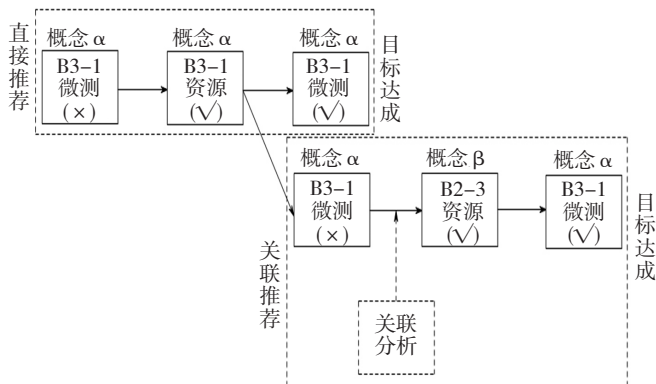 直接推荐
概念 α
概念 α
概念 α
目标达成
B3-1
微测
(×)
B3-1
资源
(√)
B3-1
微测
(√)
概念 α
概念 β
概念 α
关联推荐
B3-1
微测
(×)
B2-3
资源
(√)
B3-1
微测
(√)
目标达成
关联
分析